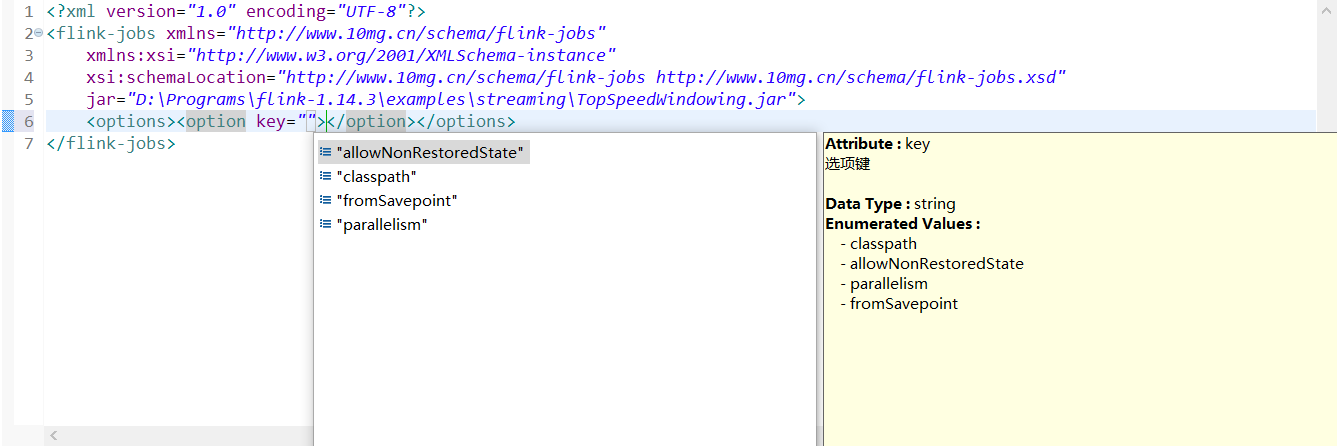 1 <?xml version="1.0" encoding="UTF-8"?>
2 <flink-jobs xmlns="http://www.10mg.cn/schema/flink-jobs"
3 xmlns:xsi="http://www.w3.org/2001/XMLSchema-instance"
4 xsi:schemaLocation="http://www.10mg.cn/schema/flink-jobs http://www.10mg.cn/schema/flink-jobs.xsd"
5 jar="D:\Programs\flink-1.14.3\examples\streaming\TopSpeedWindowing.jar">
6 <options><option key=""></option></options>
7 </flink-jobs>
"allowNonRestoredState"
"classpath"
"fromSavepoint"
"parallelism"
Attribute : key
选项键
Data Type : string
Enumerated Values :
- classpath
- allowNonRestoredState
- parallelism
- fromSavepoint